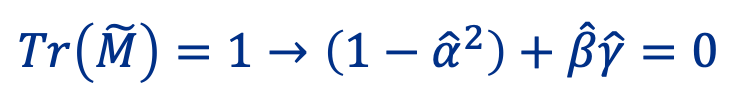 𝑇𝑟(𝑀̃) = 1 → (1 − 𝛼̂²) + 𝛽̂𝛾̂ = 0